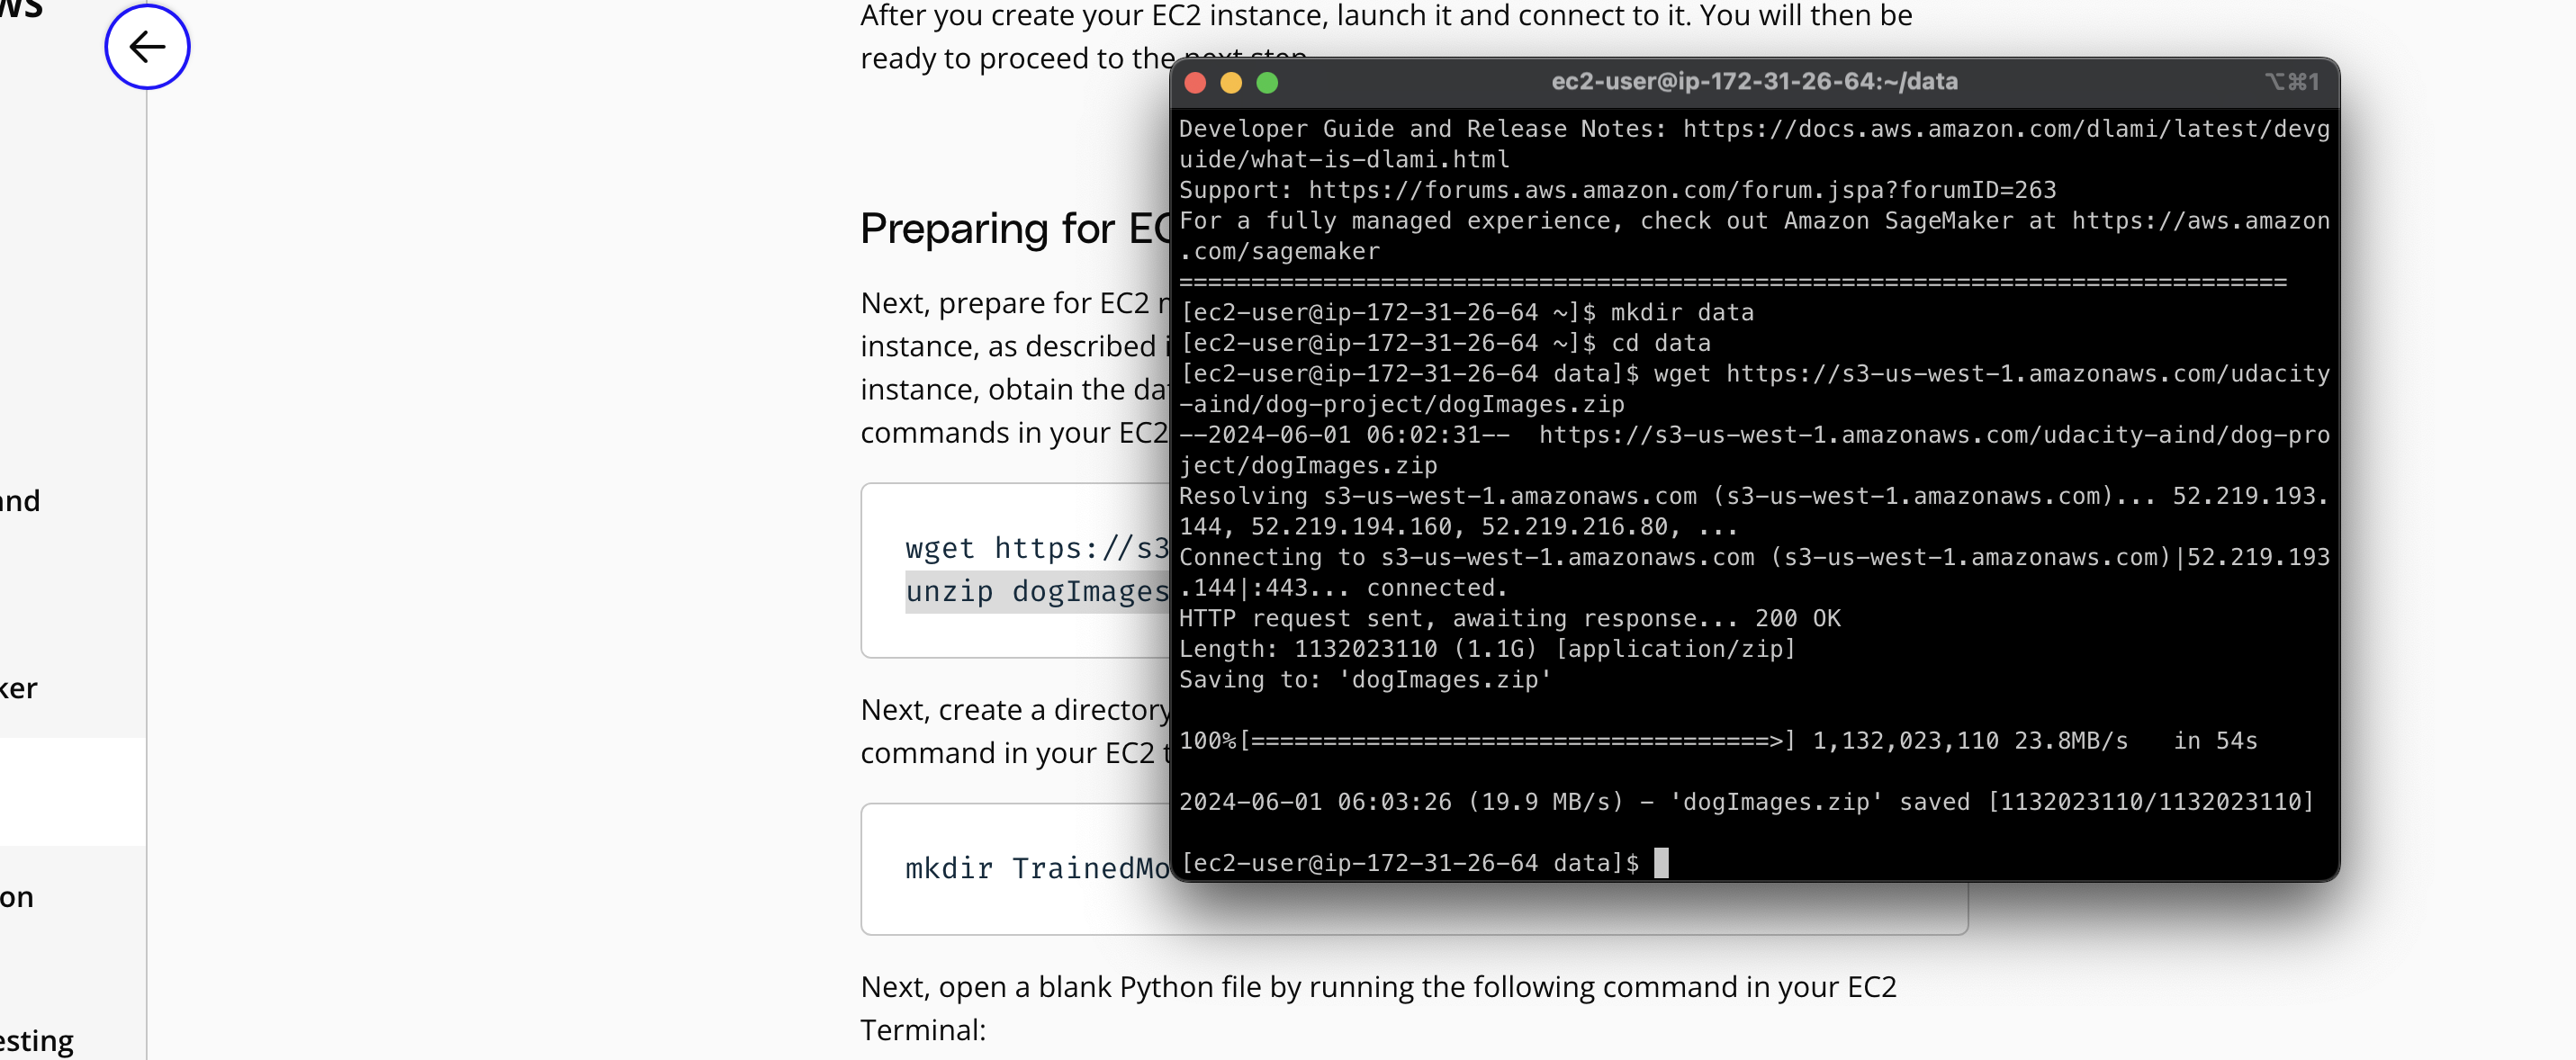 After you create your EC2 instance, launch it and connect to it. You will then be
ready to proceed to the next step.
Preparing for EC
Next, prepare for EC2
instance, as described
instance, obtain the
commands in your EC2
wget https://s3
unzip dogImages
Next, create a directory
command in your EC2
mkdir TrainedMo
Next, open a blank Python file by running the following command in your EC2
Terminal:
ec2-user@ip-172-31-26-64:~/data
⌥⌘1
Developer Guide and Release Notes: https://docs.aws.amazon.com/dlami/latest/devg
uide/what-is-dlami.html
Support: https://forums.aws.amazon.com/forum.jspa?forumID=263
For a fully managed experience, check out Amazon SageMaker at https://aws.amazon
.com/sagemaker
=============================================================================
[ec2-user@ip-172-31-26-64 ~]$ mkdir data
[ec2-user@ip-172-31-26-64 ~]$ cd data
[ec2-user@ip-172-31-26-64 data]$ wget https://s3-us-west-1.amazonaws.com/udacity
-aind/dog-project/dogImages.zip
--2024-06-01 06:02:31--  https://s3-us-west-1.amazonaws.com/udacity-aind/dog-pro
ject/dogImages.zip
Resolving s3-us-west-1.amazonaws.com (s3-us-west-1.amazonaws.com)... 52.219.193.
144, 52.219.194.160, 52.219.216.80, ...
Connecting to s3-us-west-1.amazonaws.com (s3-us-west-1.amazonaws.com)|52.219.193
.144|:443... connected.
HTTP request sent, awaiting response... 200 OK
Length: 1132023110 (1.1G) [application/zip]
Saving to: 'dogImages.zip'
100%[====================================>] 1,132,023,110 23.8MB/s   in 54s
2024-06-01 06:03:26 (19.9 MB/s) - 'dogImages.zip' saved [1132023110/1132023110]
[ec2-user@ip-172-31-26-64 data]$